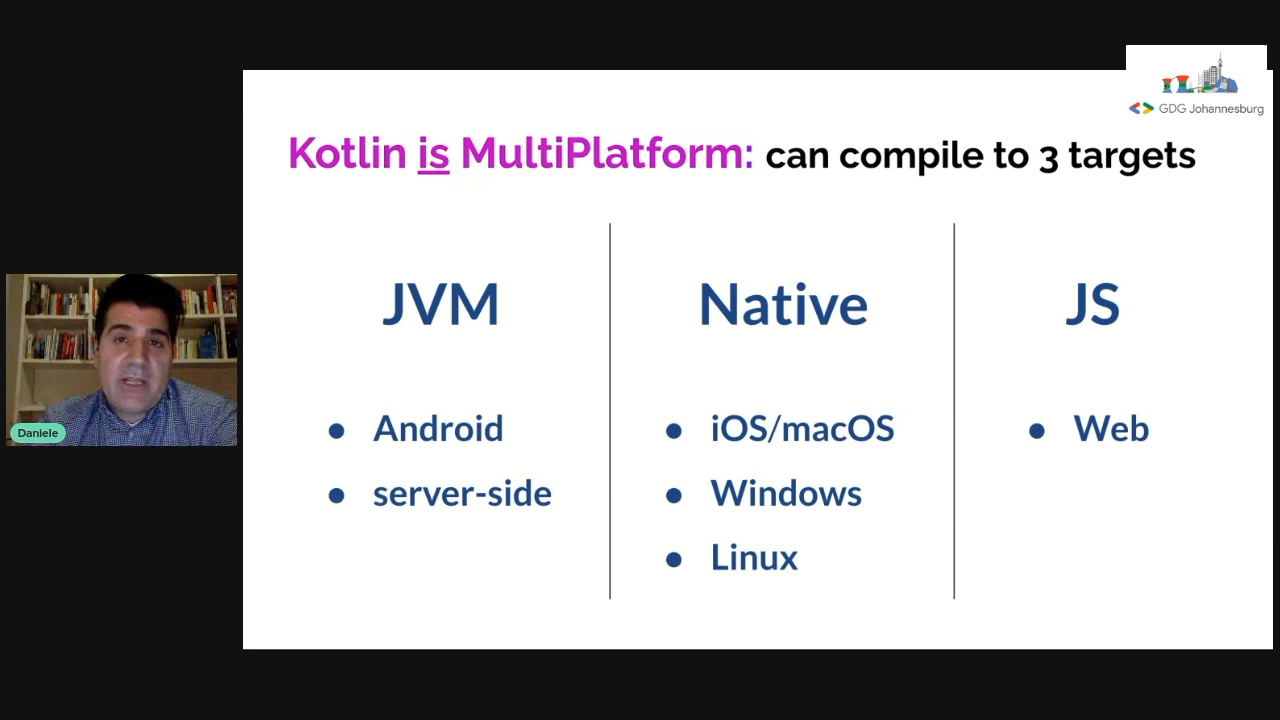 GDG Johannesburg
Kotlin is MultiPlatform: can compile to 3 targets
JVM
● Android
● server-side
Native
● iOS/macOS
● Windows
● Linux
JS
● Web
Daniele